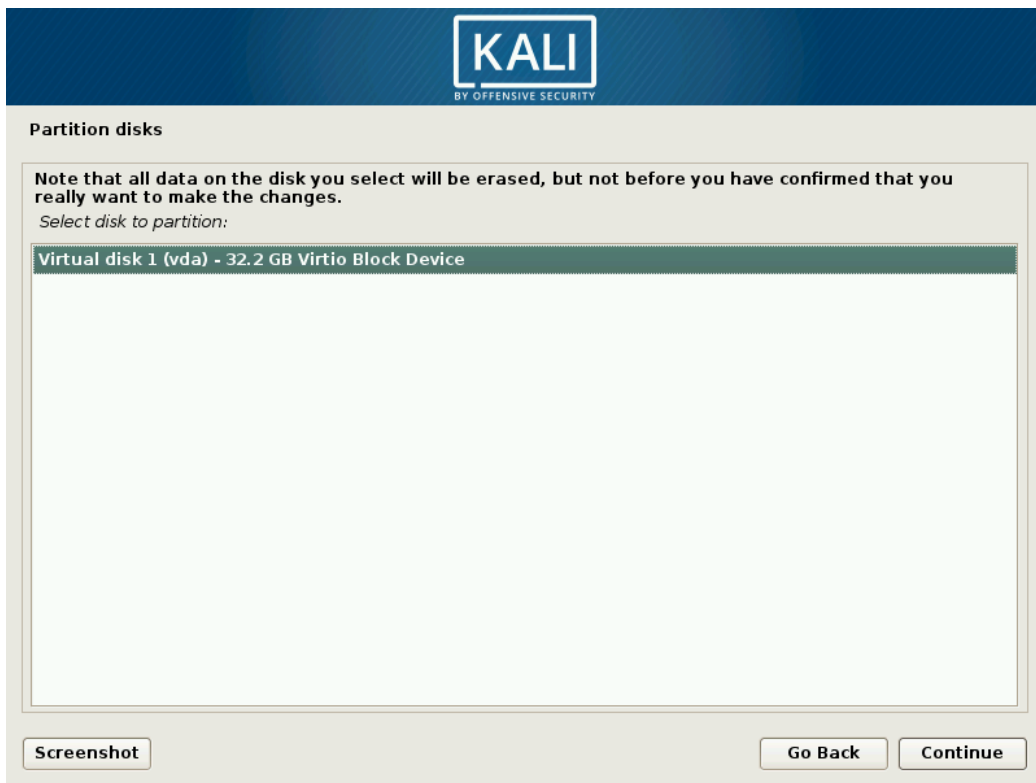 KALI
BY OFFENSIVE SECURITY
Partition disks
Note that all data on the disk you select will be erased, but not before you have confirmed that you
really want to make the changes.
Select disk to partition:
Virtual disk 1 (vda) - 32.2 GB Virtio Block Device
Screenshot
Go Back
Continue